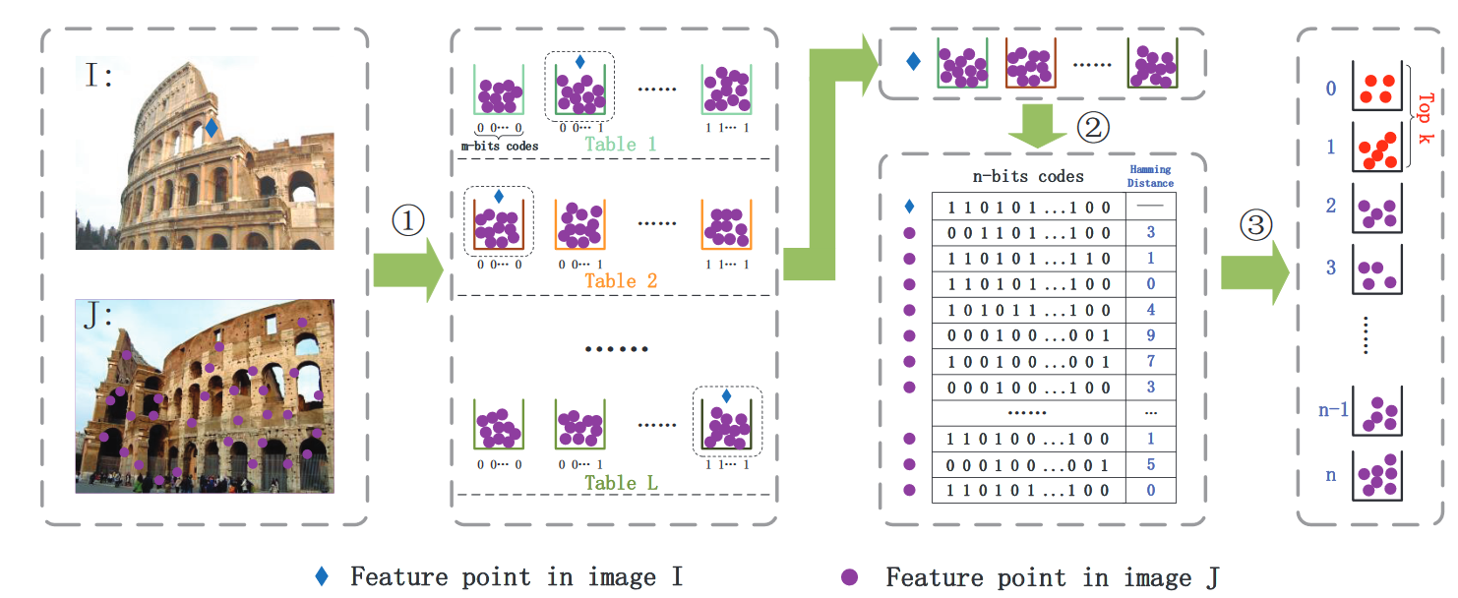 I:
J:
①
0 0… 0
0 0… 1
1 1… 1
m-bits codes
Table 1
0 0… 0
0 0… 1
1 1… 1
Table 2
......
0 0… 0
0 0… 1
1 1… 1
Table L
②
n-bits codes
Hamming
Distance
1 1 0 1 0 1 ...1 0 0 —
0 0 1 1 0 1 ...1 0 0 3
1 1 0 1 0 1 ...1 1 0 1
1 1 0 1 0 1 ...1 0 0 0
1 0 1 0 1 1 ...1 0 0 4
0 0 0 1 0 0 ...0 0 1 9
1 0 0 1 0 0 ...0 0 1 7
0 0 0 1 0 0 ...1 0 0 3
...... ...
1 1 0 1 0 0 ...1 0 0 1
0 0 0 1 0 0 ...0 0 1 5
1 1 0 1 0 1 ...1 0 0 0
③
0
1
Top k
2
3
......
n-1
n
Feature point in image I
Feature point in image J